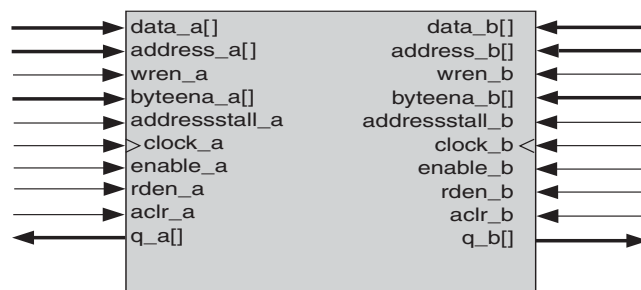 data_a[] data_b[]
address_a[] address_b[]
wren_a wren_b
byteena_a[] byteena_b[]
addressstall_a addressstall_b
clock_a clock_b
enable_a enable_b
rden_a rden_b
aclr_a aclr_b
q_a[] q_b[]